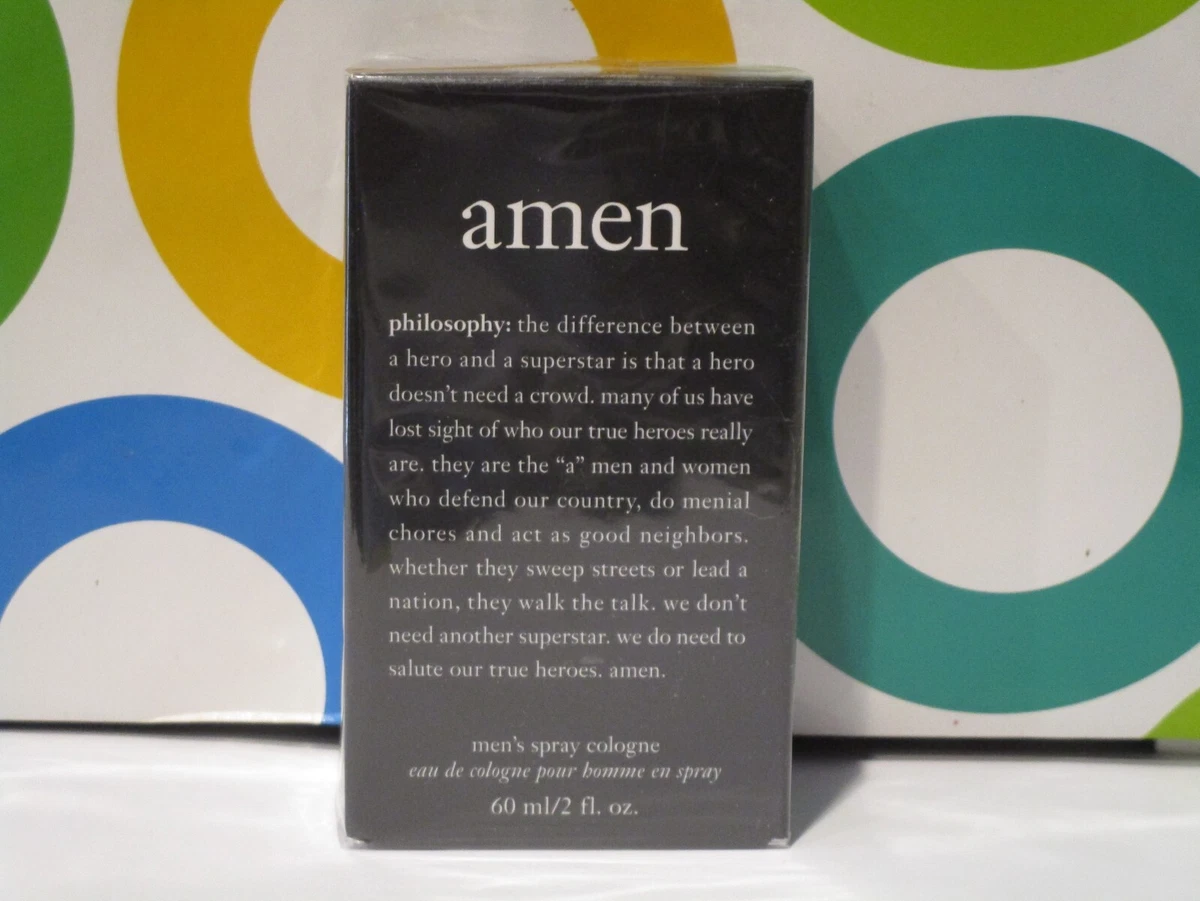 amen
philosophy: the difference between
a hero and a superstar is that a hero
doesn't need a crowd. many of us have
lost sight of who our true heroes really
are. they are the “a” men and women
who defend our country, do menial
chores and act as good neighbors.
whether they sweep streets or lead a
nation, they walk the talk. we don't
need another superstar. we do need to
salute our true heroes. amen.
men's spray cologne
eau de cologne pour homme en spray
60 ml/2 fl. oz.